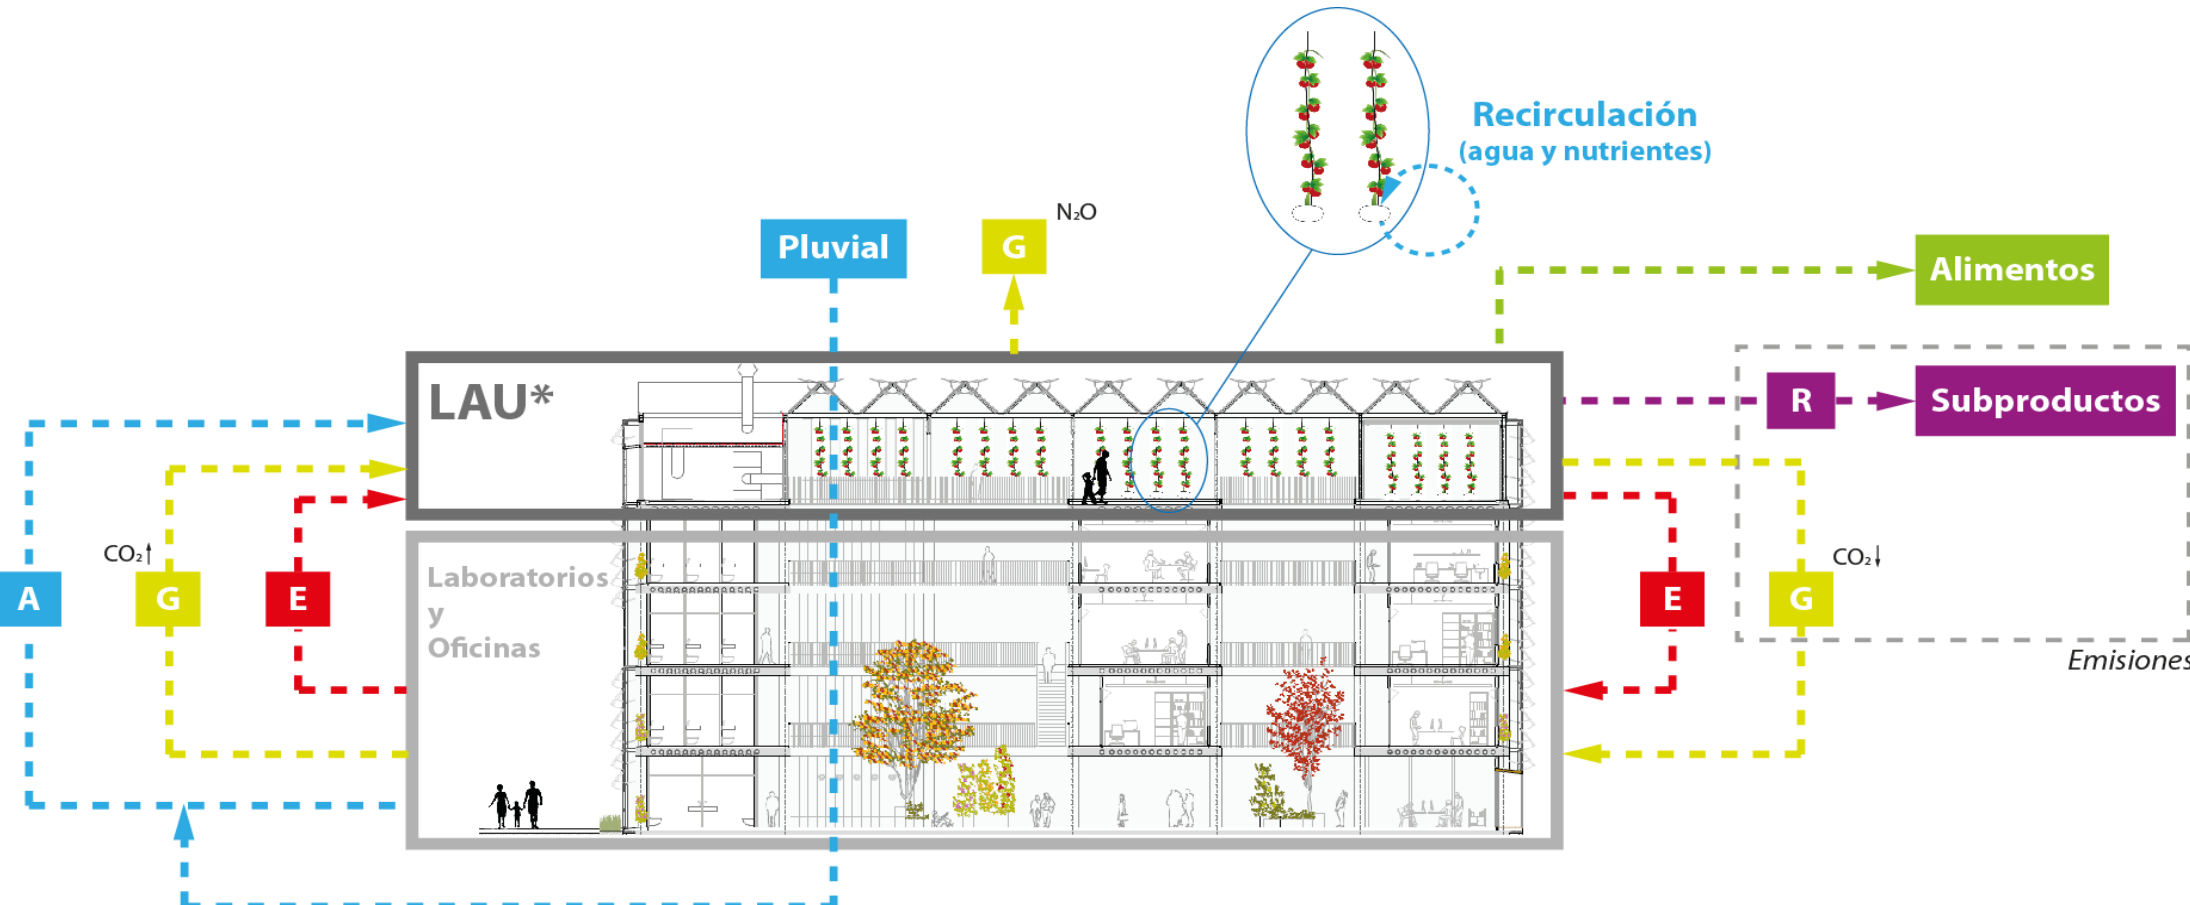 Recirculación
(agua y nutrientes)
N₂O
Pluvial
G
Alimentos
LAU*
R
Subproductos
CO₂↑
CO₂↓
Laboratorios
y
Oficinas
A
G
E
E
G
Emisiones